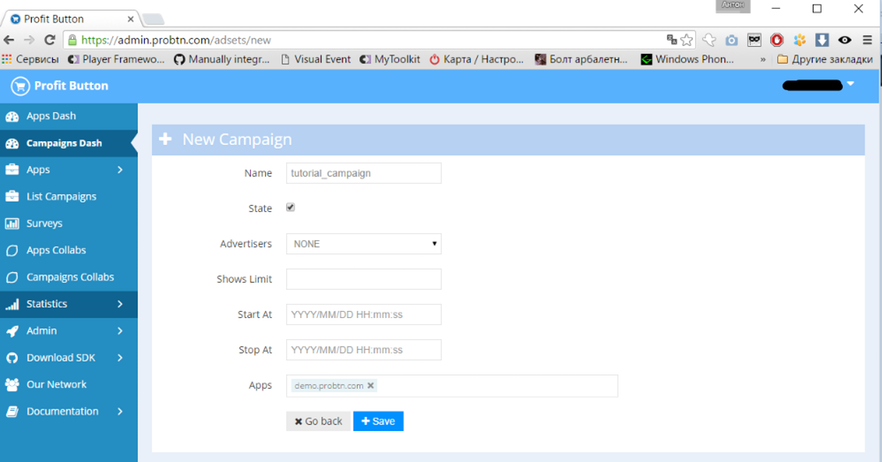 Антон
Profit Button
https://admin.probtn.com/adsets/new
Сервисы Player Framewo... Manually integr... Visual Event MyToolkit Карта / Настро... Болт арбалетн... Windows Phon... » Другие закладки
Profit Button
Apps Dash
Campaigns Dash
Apps
List Campaigns
Surveys
Apps Collabs
Campaigns Collabs
Statistics
Admin
Download SDK
Our Network
Documentation
New Campaign
Name tutorial_campaign
State
Advertisers NONE
Shows Limit
Start At YYYY/MM/DD HH:mm:ss
Stop At YYYY/MM/DD HH:mm:ss
Apps demo.probtn.com
Go back Save